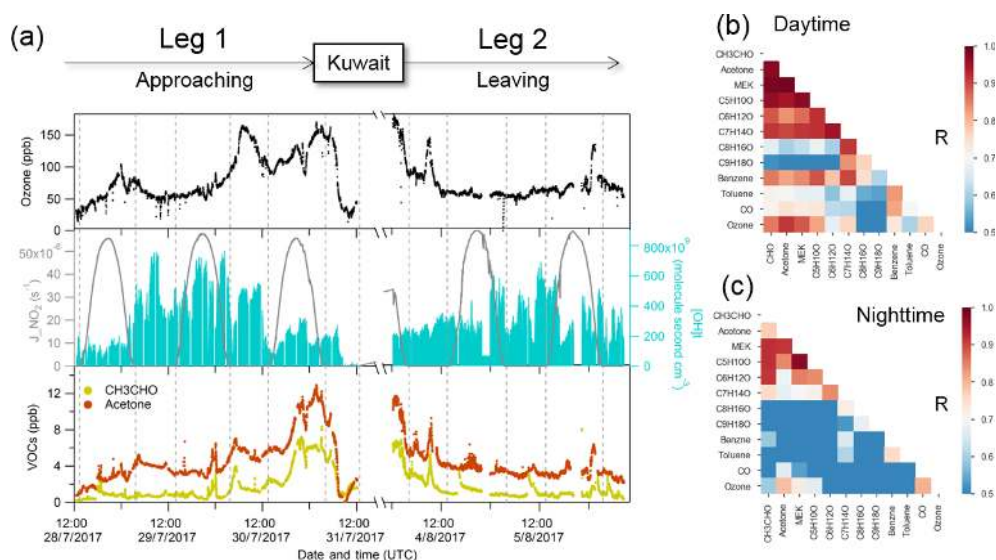 (a)
Leg 1
Leg 2
Approaching
Kuwait
Leaving
Ozone (ppb)
150
100
50
0
J_NO2 (s-1)
50x10-6
40
30
20
10
0
800x10 9
600
400
200
0
[OH]t
(molecule second cm-3)
VOCs (ppb)
12
8
4
0
CH3CHO
Acetone
12:00
12:00
12:00
12:00
12:00
12:00
28/7/2017
29/7/2017
30/7/2017
31/7/2017
4/8/2017
5/8/2017
Date and time (UTC)
(b)
Daytime
CH3CHO
Acetone
MEK
C5H10O
C6H12O
C7H14O
C8H16O
C9H18O
Benzene
Toluene
CO
Ozone
CHO
Acetone
MEK
C5H10O
C6H12O
C7H14O
C8H16O
C9H18O
Benzene
Toluene
CO
Ozone
R
1.0
0.9
0.8
0.7
0.6
0.5
(c)
Nighttime
CH3CHO
Acetone
MEK
C5H10O
C6H12O
C7H14O
C8H16O
C9H18O
Benzne
Toluene
CO
Ozone
CH3CHO
Acetone
MEK
C5H10O
C6H12O
C7H14O
C8H16O
C9H18O
Benzne
Toluene
CO
Ozone
R
1.0
0.9
0.8
0.7
0.6
0.5